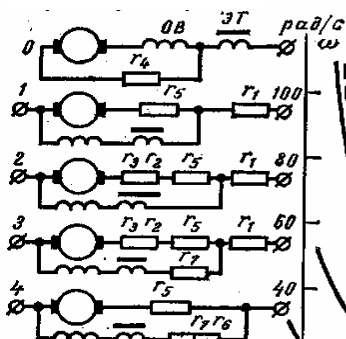 ОВ ЭТ рад/с
0 ω
r₄
1 r₅ r₁ 100
2 r₃ r₂ r₅ r₁ 80
3 r₃ r₂ r₅ r₁ 60
r₇
4 r₅ 40
r₇ r₆